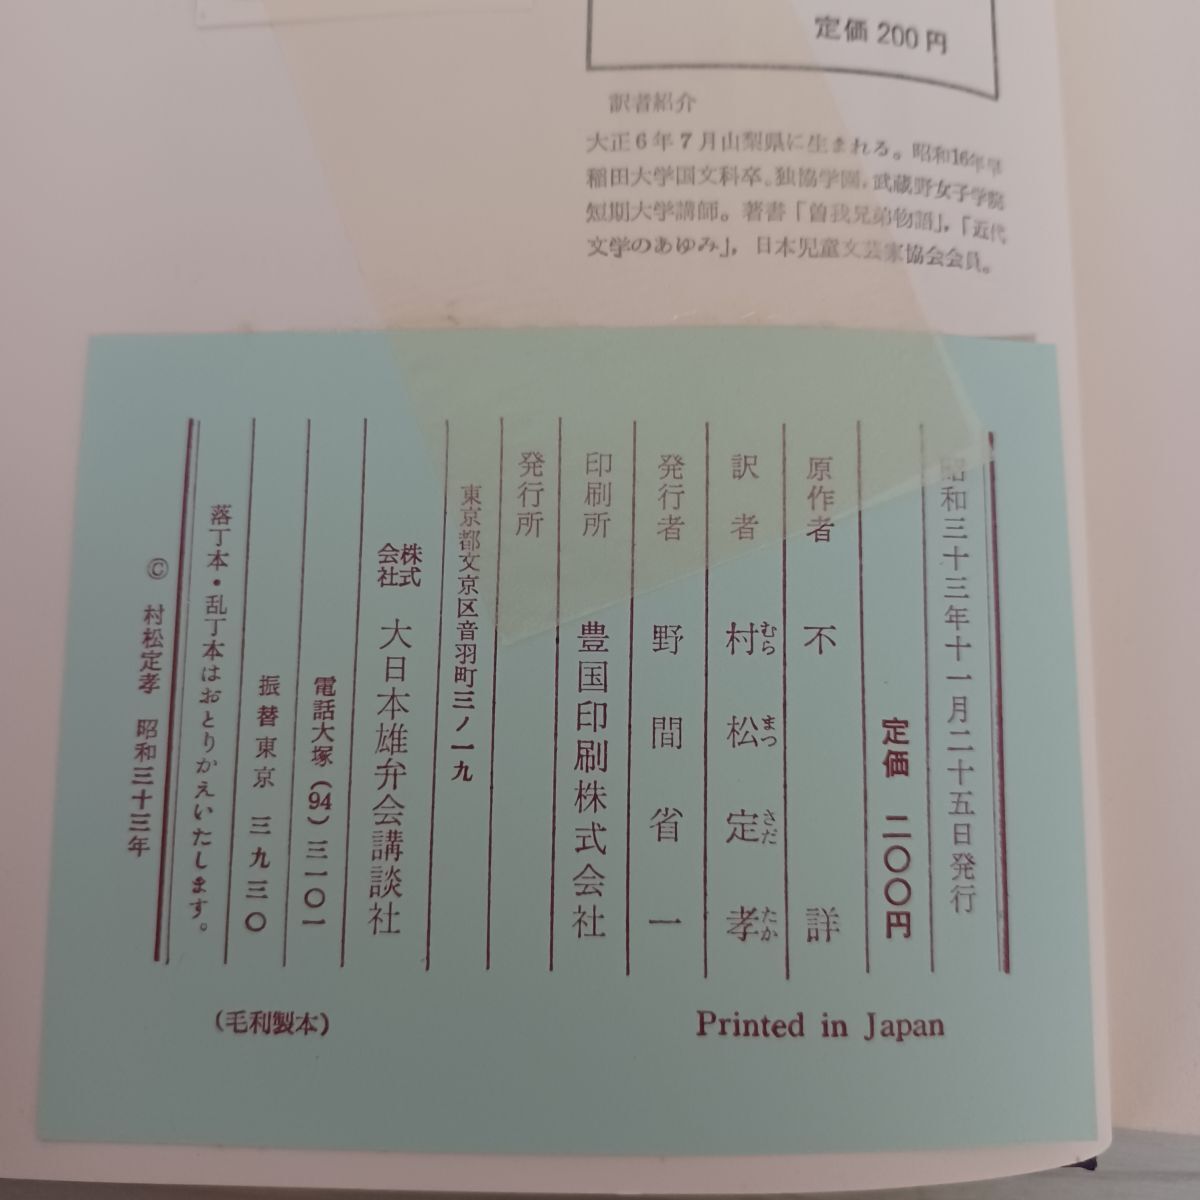 定価 200円
訳者紹介
大正6年7月山梨県に生まれる。昭和16年早
稲田大学国文科卒。独協学園,武蔵野女子学院
短期大学講師。著書「曽我兄弟物語」,「近代
文学のあゆみ」,日本児童文芸家協会会員。
昭和三十三年十一月二十五日発行
定価 二〇〇円
原作者 不詳
訳者 村松定孝
むら まつ さだ たか
発行者 野間省一
印刷所 豊国印刷株式会社
発行所
東京都文京区音羽町三ノ一九
株式会社 大日本雄弁会講談社
電話大塚(94)三一〇一
振替東京 三九三〇
落丁本・乱丁本はおとりかえいたします。
© 村松定孝 昭和三十三年
Printed in Japan
(毛利製本)